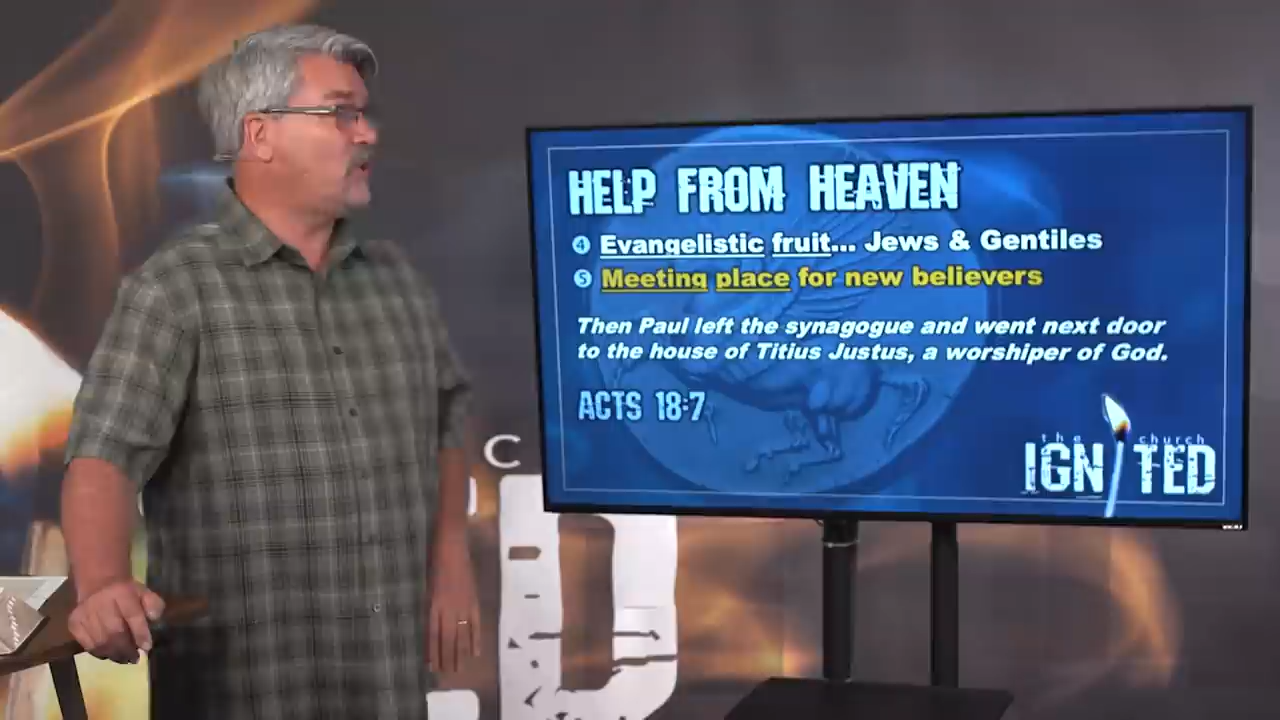 HELP FROM HEAVEN
4 Evangelistic fruit... Jews & Gentiles
5 Meeting place for new believers
Then Paul left the synagogue and went next door
to the house of Titius Justus, a worshiper of God.
ACTS 18:7
the church
IGNITED
C
D